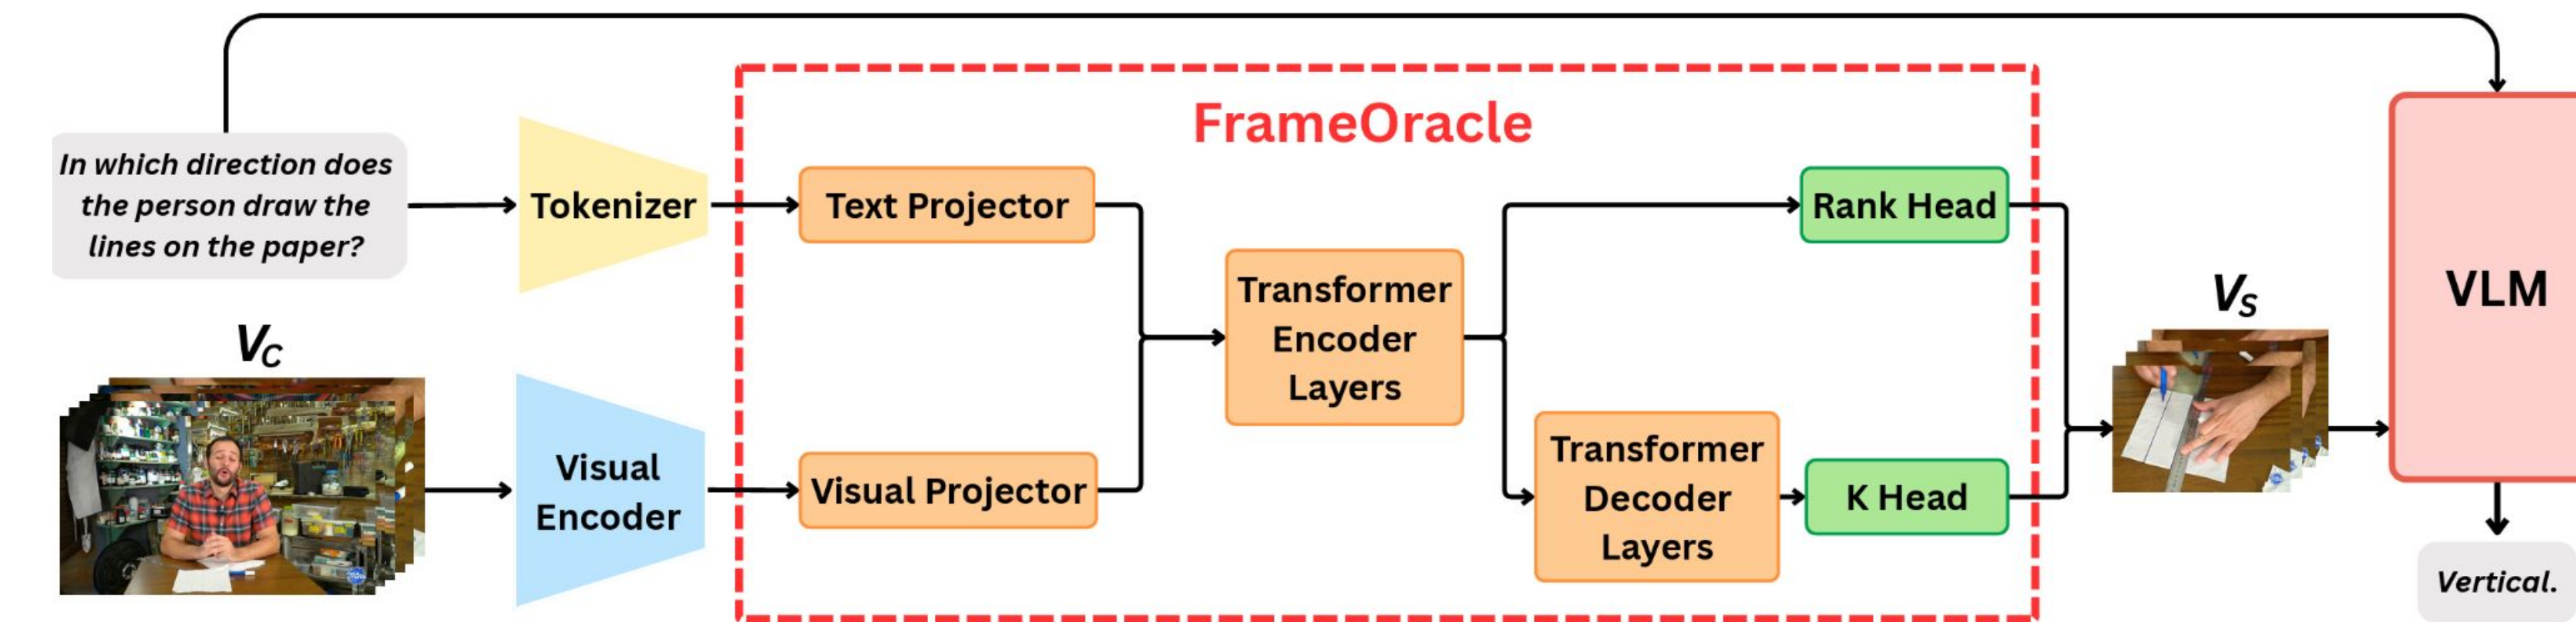 FrameOracle
In which direction does
the person draw the
lines on the paper?
Tokenizer
Text Projector
Rank Head
Transformer
Encoder
Layers
V_C
Visual
Encoder
Visual Projector
Transformer
Decoder
Layers
K Head
V_S
VLM
Vertical.